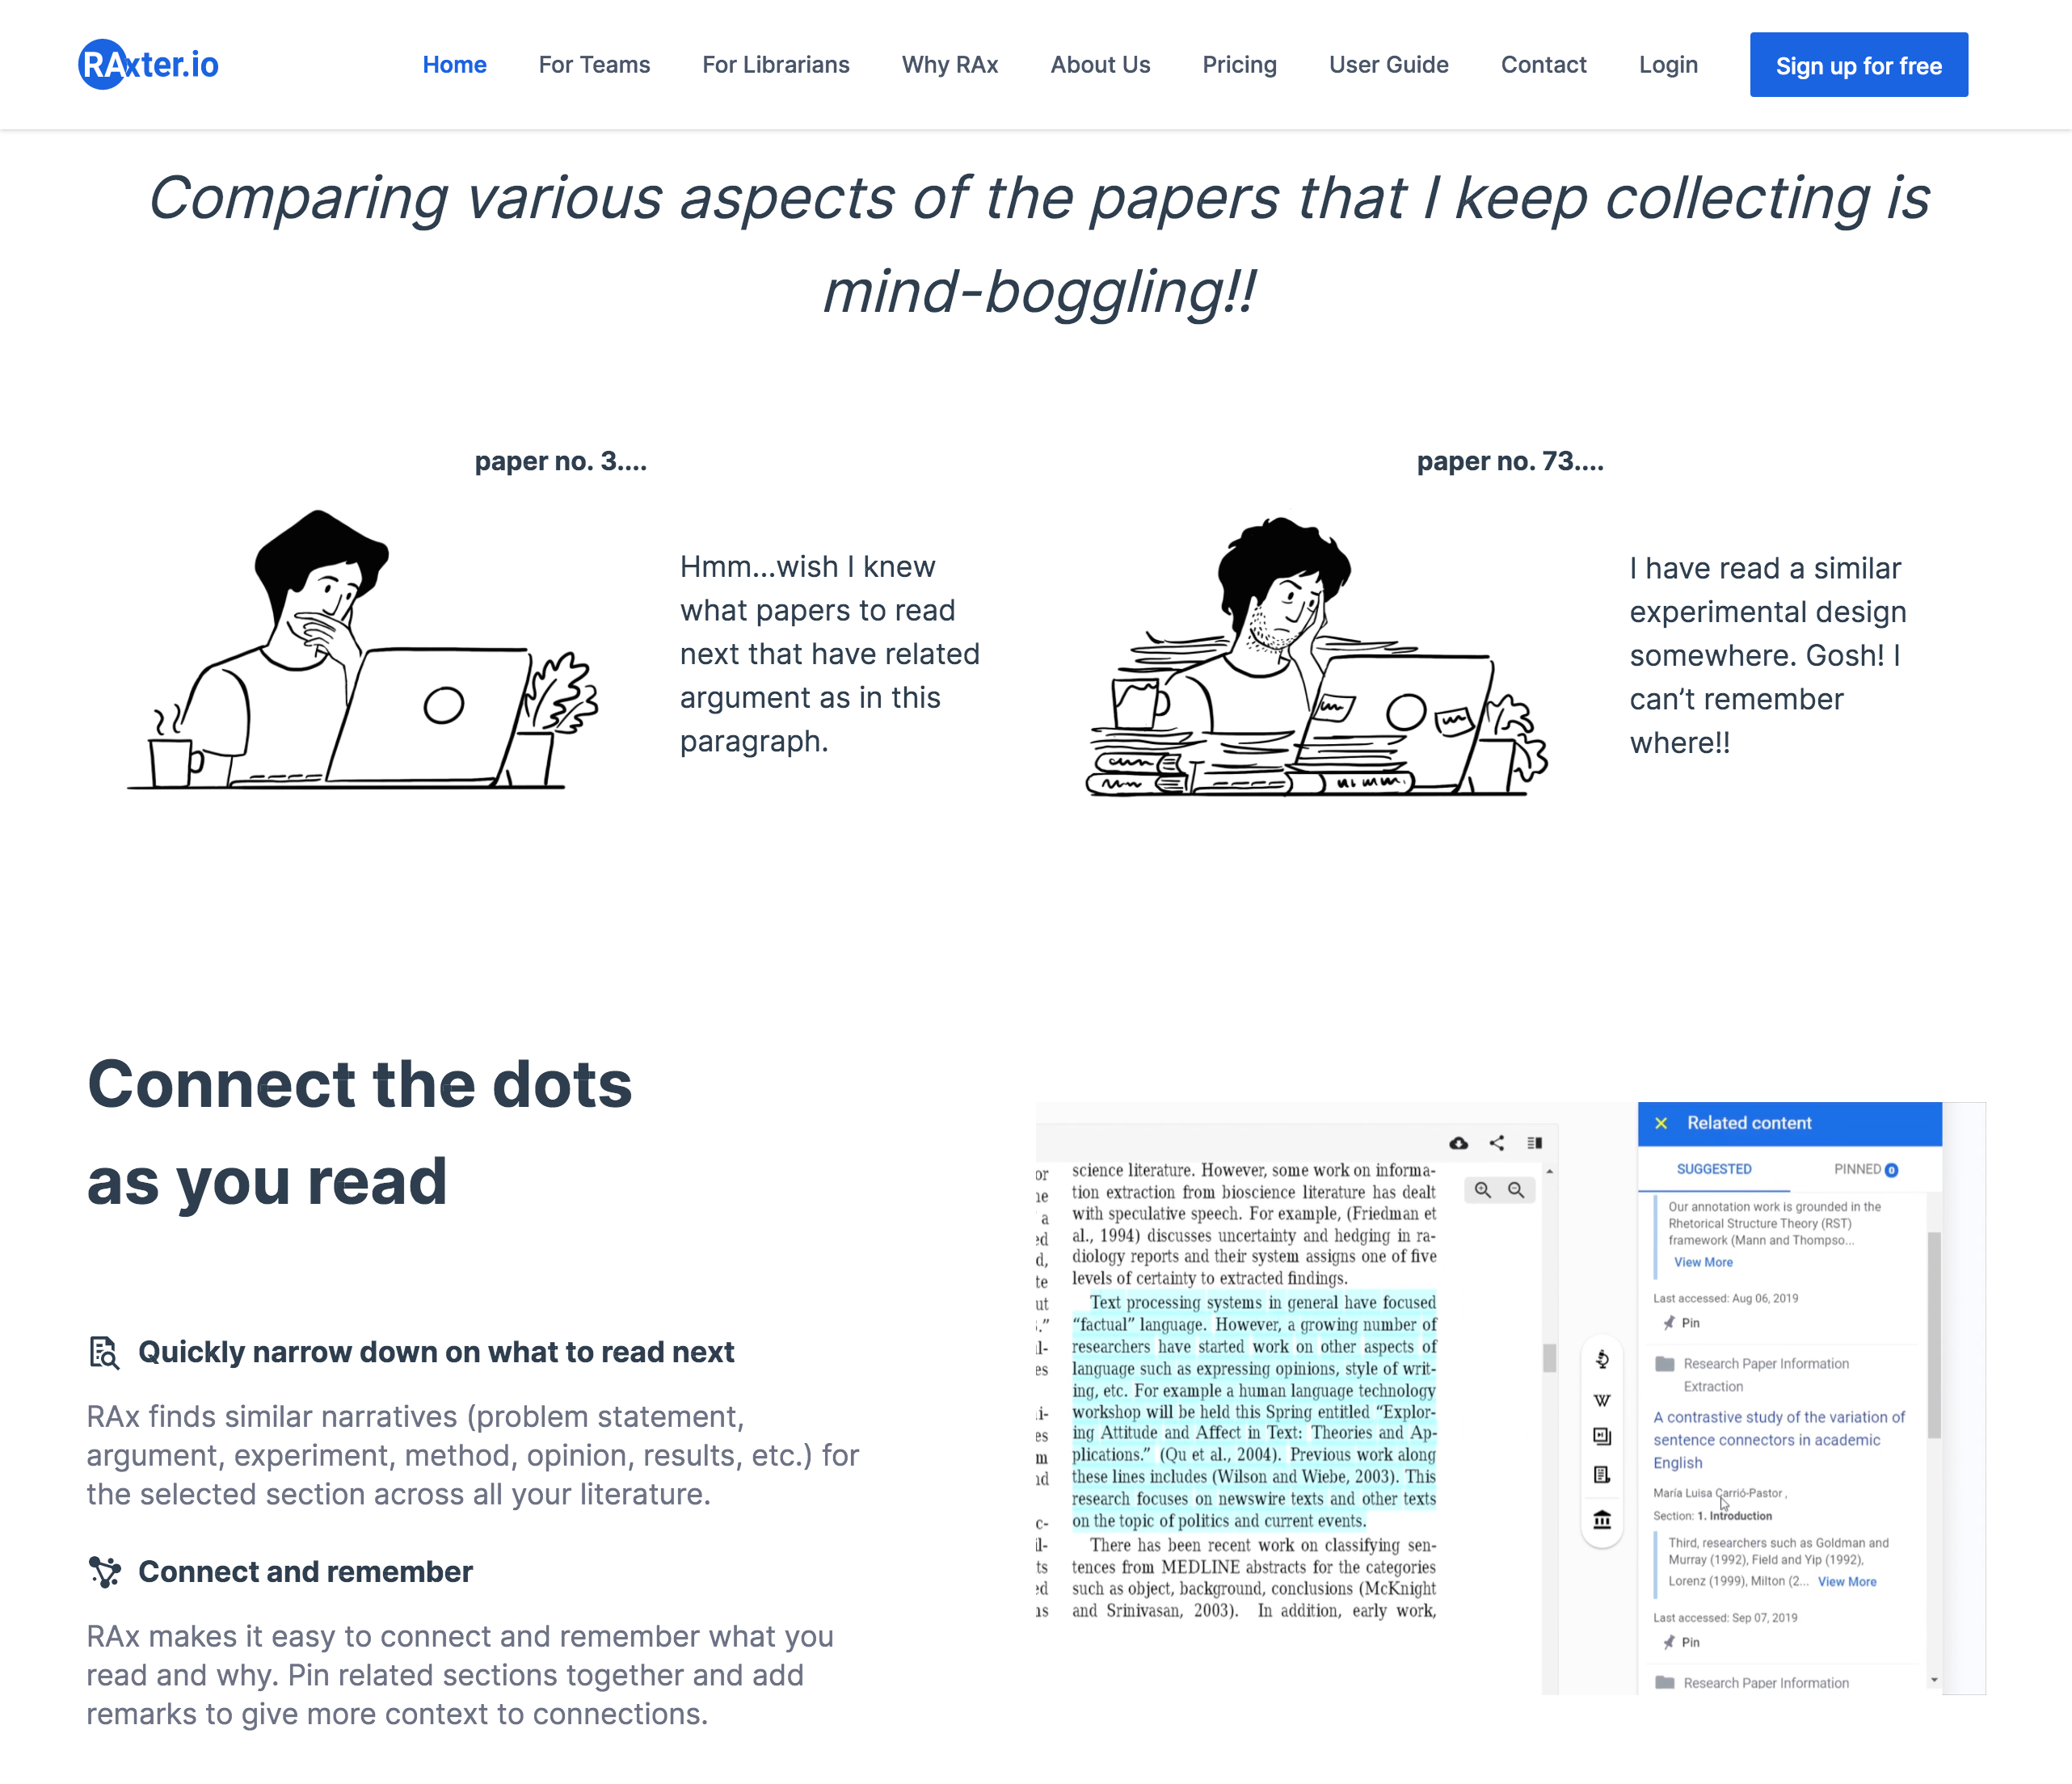 RAxter.io
Home
For Teams
For Librarians
Why RAx
About Us
Pricing
User Guide
Contact
Login
Sign up for free
Comparing various aspects of the papers that I keep collecting is
mind-boggling!!
paper no. 3....
Hmm...wish I knew
what papers to read
next that have related
argument as in this
paragraph.
paper no. 73....
I have read a similar
experimental design
somewhere. Gosh! I
can't remember
where!!
Connect the dots
as you read
Quickly narrow down on what to read next
RAx finds similar narratives (problem statement,
argument, experiment, method, opinion, results, etc.) for
the selected section across all your literature.
Connect and remember
RAx makes it easy to connect and remember what you
read and why. Pin related sections together and add
remarks to give more context to connections.
science literature. However, some work on informa-
tion extraction from bioscience literature has dealt
with speculative speech. For example, (Friedman et
al., 1994) discusses uncertainty and hedging in ra-
diology reports and their system assigns one of five
levels of certainty to extracted findings.
Text processing systems in general have focused
“factual” language. However, a growing number of
researchers have started work on other aspects of
language such as expressing opinions, style of writ-
ing, etc. For example a human language technology
workshop will be held this Spring entitled “Explor-
ing Attitude and Affect in Text: Theories and Ap-
plications.” (Qu et al., 2004). Previous work along
these lines includes (Wilson and Wiebe, 2003). This
research focuses on newswire texts and other texts
on the topic of politics and current events.
There has been recent work on classifying sen-
tences from MEDLINE abstracts for the categories
such as object, background, conclusions (McKnight
and Srinivasan, 2003). In addition, early work,
Related content
SUGGESTED
PINNED 0
Our annotation work is grounded in the
Rhetorical Structure Theory (RST)
framework (Mann and Thompso...
View More
Last accessed: Aug 06, 2019
Pin
Research Paper Information
Extraction
A contrastive study of the variation of
sentence connectors in academic
English
María Luisa Carrió-Pastor ,
Section: 1. Introduction
Third, researchers such as Goldman and
Murray (1992), Field and Yip (1992),
Lorenz (1999), Milton (2... View More
Last accessed: Sep 07, 2019
Pin
Research Paper Information